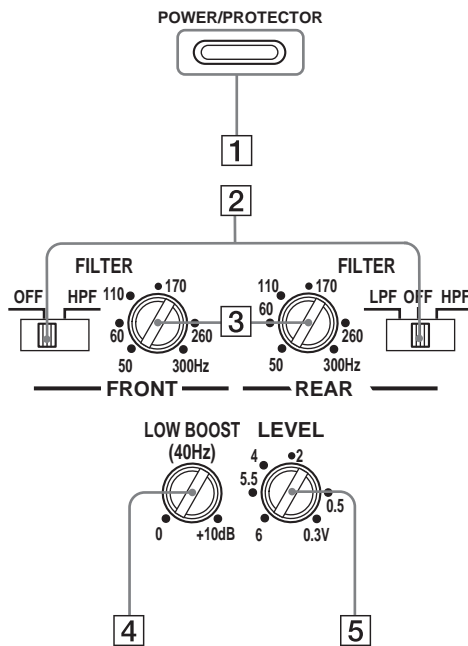 POWER/PROTECTOR
1
2
FILTER
FILTER
OFF
HPF
110
170
60
260
50
300Hz
3
110
170
60
260
50
300Hz
LPF
OFF
HPF
FRONT
REAR
LOW BOOST
(40Hz)
0
+10dB
LEVEL
4
2
5.5
0.5
6
0.3V
4
5